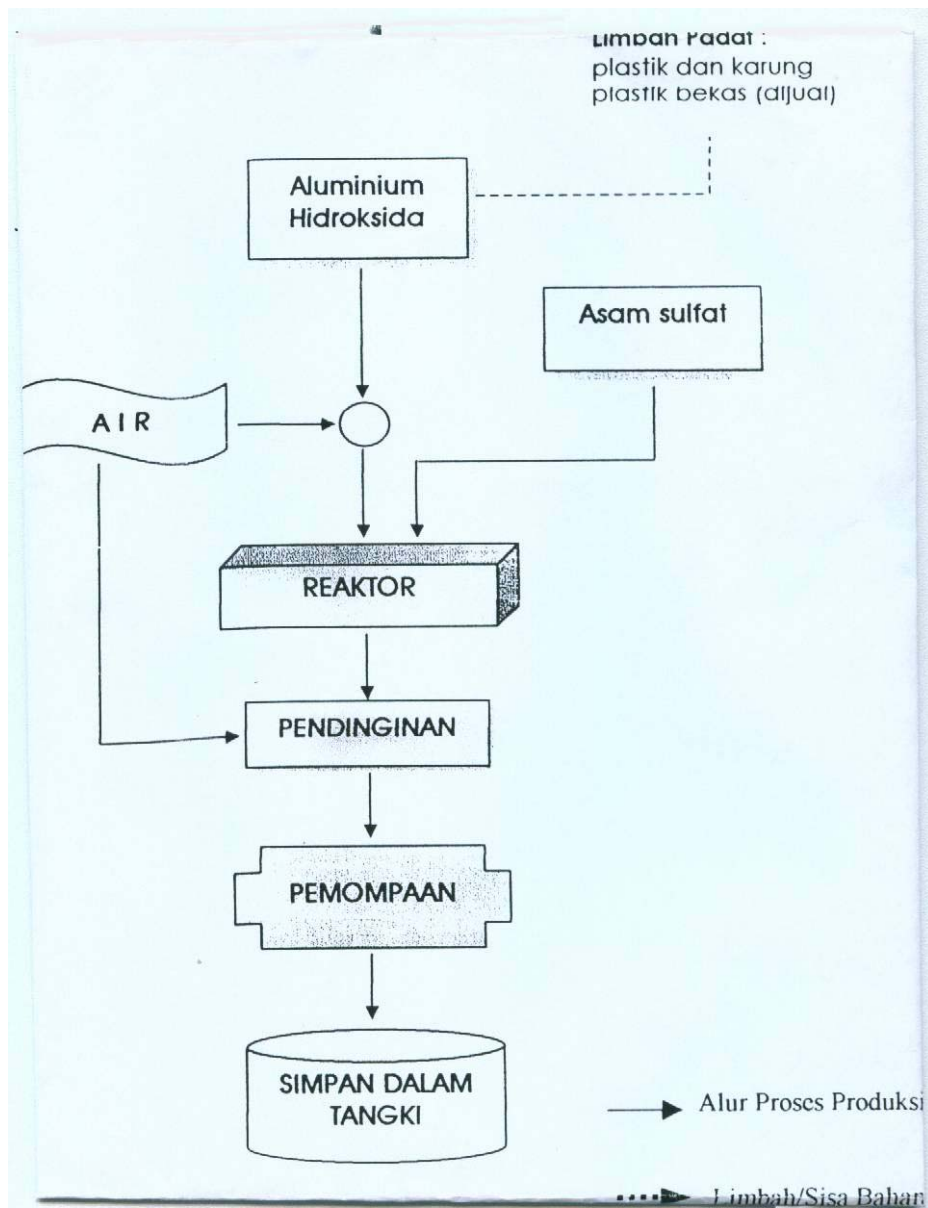 Limbah Padat :
plastik dan karung
plastik bekas (dijual)
Aluminium
Hidroksida
Asam sulfat
A I R
REAKTOR
PENDINGINAN
PEMOMPAAN
SIMPAN DALAM
TANGKI
Alur Proses Produksi
Limbah/Sisa Bahan